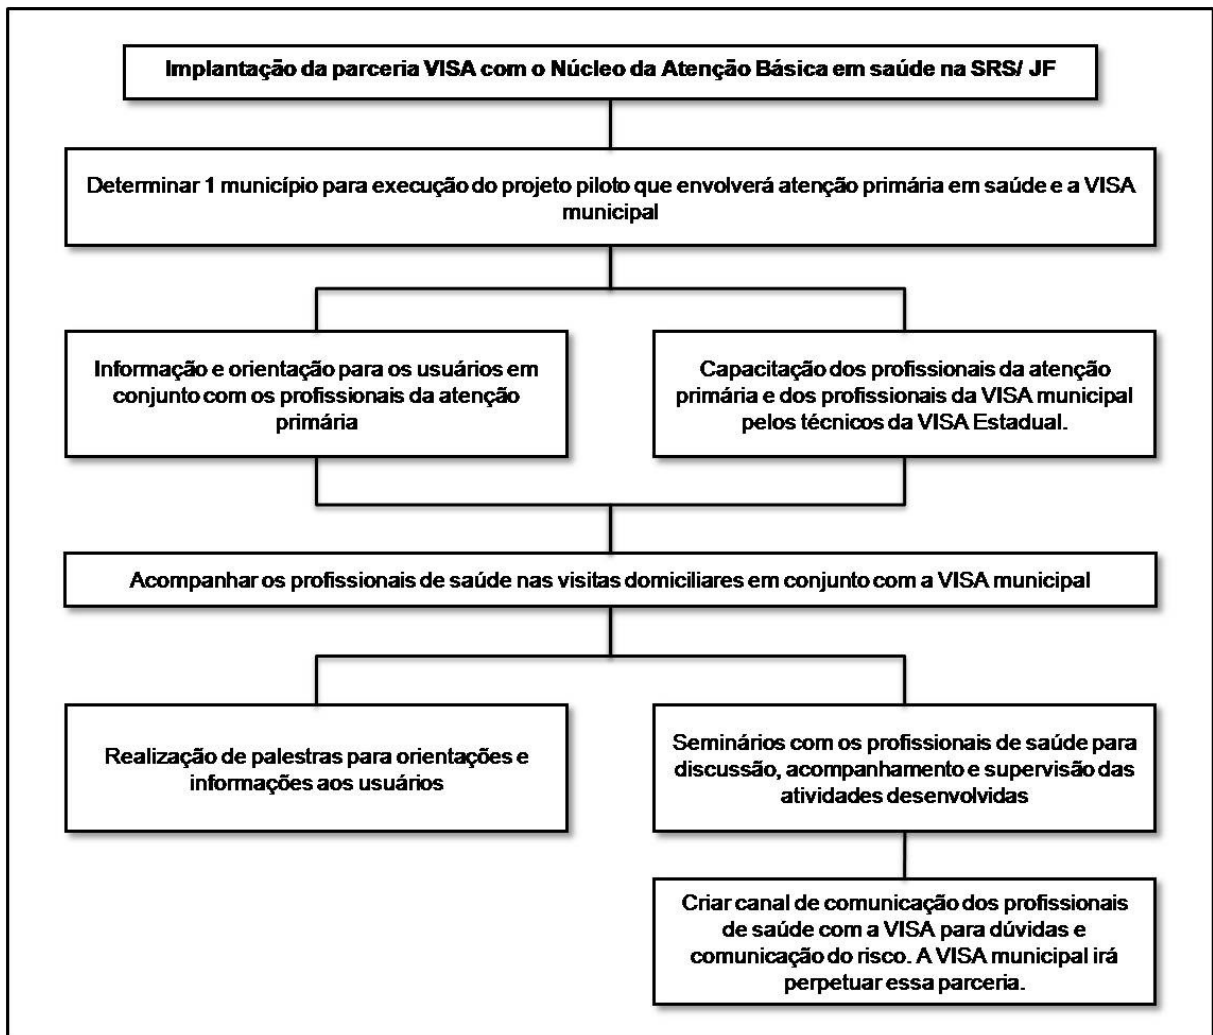 Implantação da parceria VISA com o Núcleo da Atenção Básica em saúde na SRS/ JF
Determinar 1 município para execução do projeto piloto que envolverá atenção primária em saúde e a VISA
municipal
Informação e orientação para os usuários em
conjunto com os profissionais da atenção
primária
Capacitação dos profissionais da atenção
primária e dos profissionais da VISA municipal
pelos técnicos da VISA Estadual.
Acompanhar os profissionais de saúde nas visitas domiciliares em conjunto com a VISA municipal
Realização de palestras para orientações e
informações aos usuários
Seminários com os profissionais de saúde para
discussão, acompanhamento e supervisão das
atividades desenvolvidas
Criar canal de comunicação dos profissionais
de saúde com a VISA para dúvidas e
comunicação do risco. A VISA municipal irá
perpetuar essa parceria.